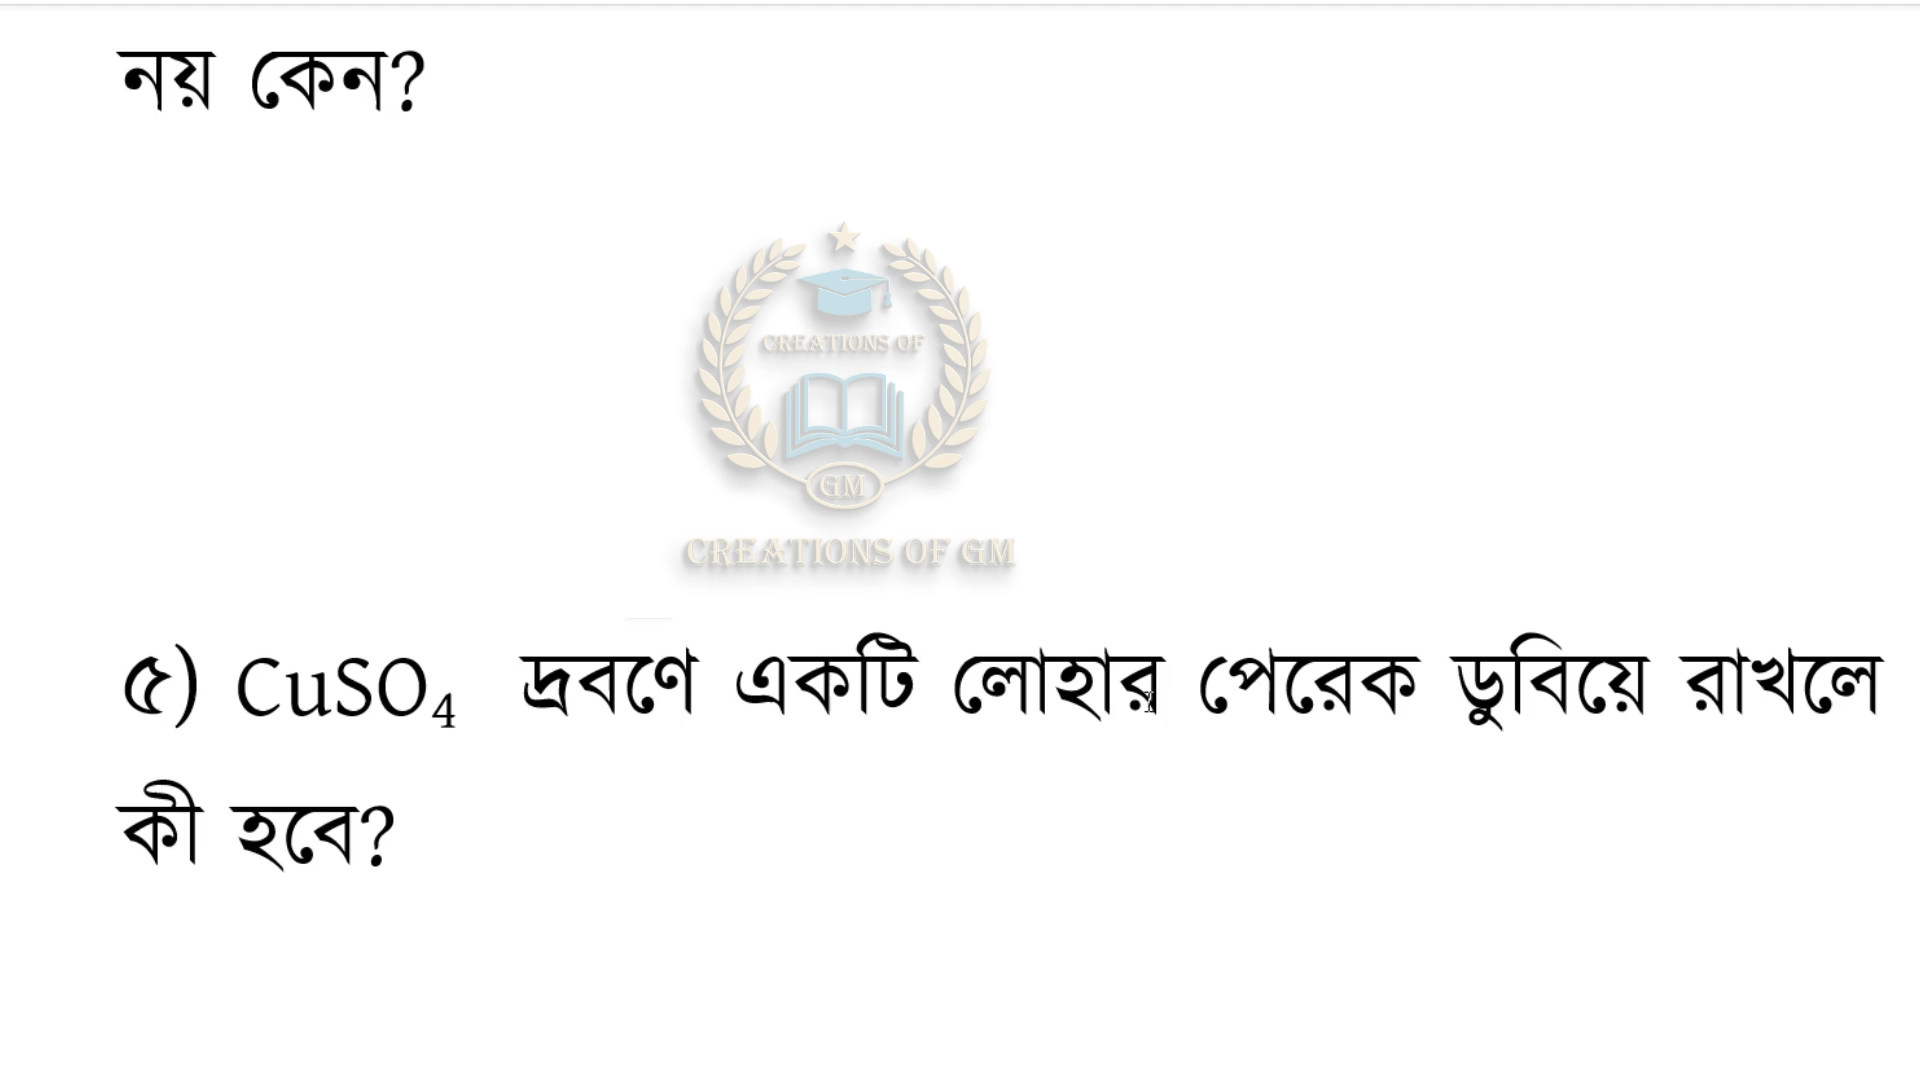 নয় কেন?
CREATIONS OF
GM
CREATIONS OF GM
৫) CuSO₄ দ্রবণে একটি লোহার পেরেক ডুবিয়ে রাখলে
কী হবে?